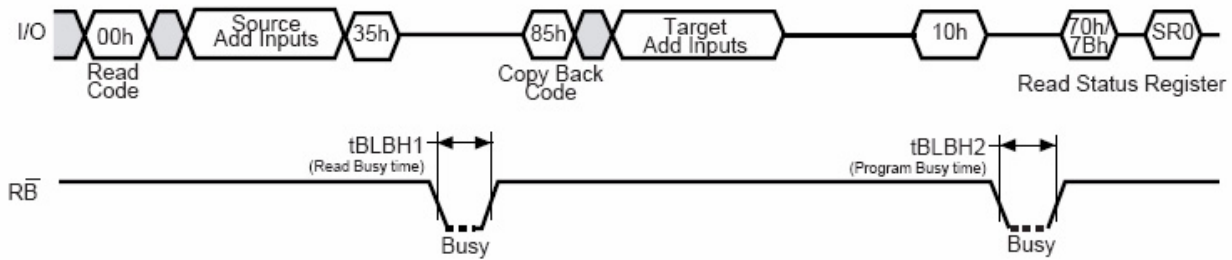 I/O
00h
Source
Add Inputs
35h
85h
Target
Add Inputs
10h
70h/
7Bh
SR0
Read
Code
Copy Back
Code
Read Status Register
tBLBH1
(Read Busy time)
tBLBH2
(Program Busy time)
RB̅
Busy
Busy